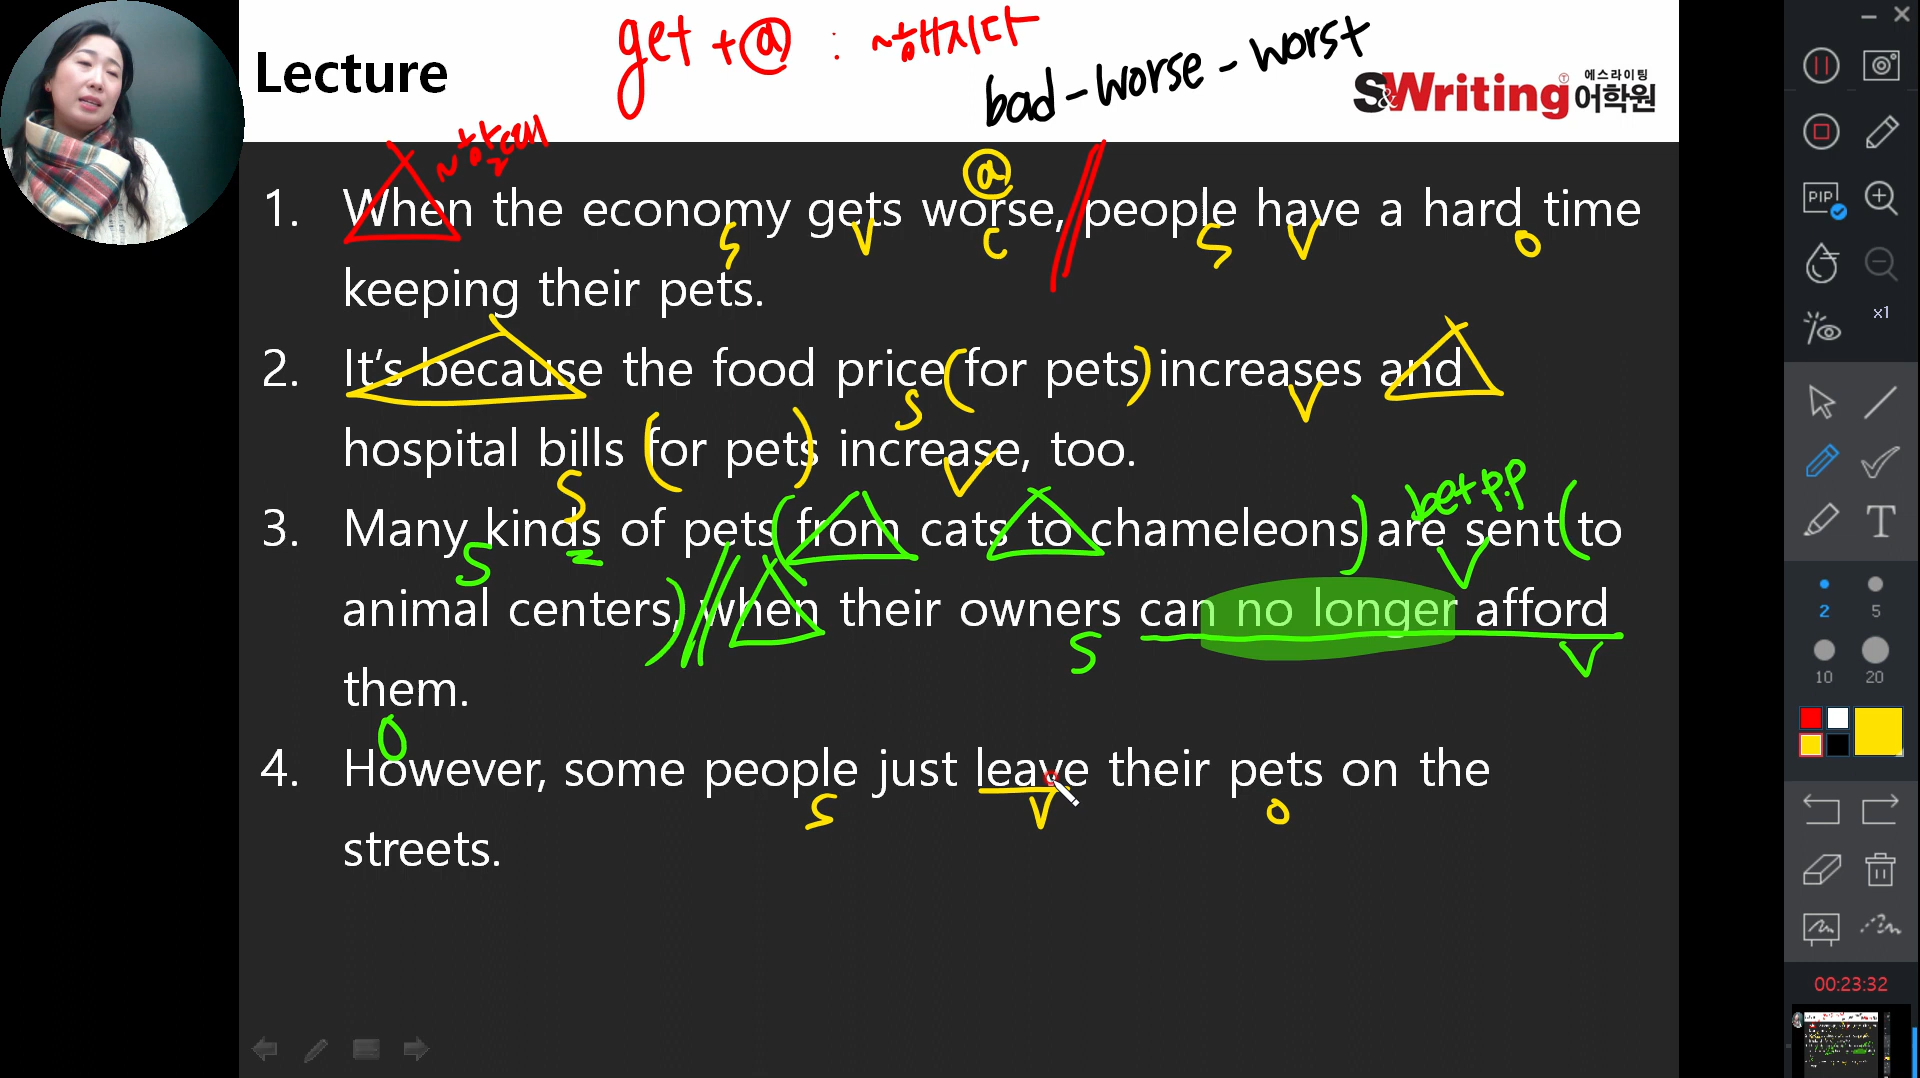 get + ⓐ : ~해지다
bad - worse - worst
Lecture
S&Writing 에스라이팅 어학원
~할 때
ⓐ
1. When the economy gets worse, people have a hard time
S V C S V O
keeping their pets.
2. It's because the food price (for pets) increases and
S V
hospital bills (for pets) increase, too.
S V
be+p.p
3. Many kinds of pets (from cats to chameleons) are sent (to
S V
animal centers,) when their owners can no longer afford
S V
them.
O
4. However, some people just leave their pets on the
S V O
streets.
PIP
x1
T
2 5
10 20
00:23:32